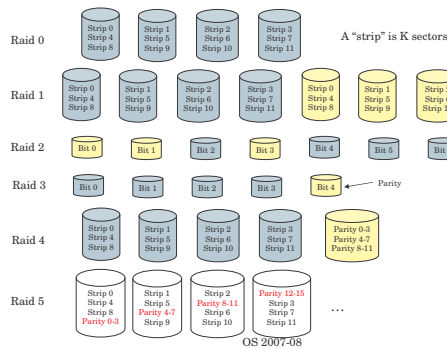 Raid 0
Strip 0
Strip 4
Strip 8
Strip 1
Strip 5
Strip 9
Strip 2
Strip 6
Strip 10
Strip 3
Strip 7
Strip 11
A “strip” is K sectors
Raid 1
Strip 0
Strip 4
Strip 8
Strip 1
Strip 5
Strip 9
Strip 2
Strip 6
Strip 10
Strip 3
Strip 7
Strip 11
Strip 0
Strip 4
Strip 8
Strip 1
Strip 5
Strip 9
Strip
Strip
Strip
Raid 2
Bit 0
Bit 1
Bit 2
Bit 3
Bit 4
Bit 5
Bit
Raid 3
Bit 0
Bit 1
Bit 2
Bit 3
Bit 4
Parity
Raid 4
Strip 0
Strip 4
Strip 8
Strip 1
Strip 5
Strip 9
Strip 2
Strip 6
Strip 10
Strip 3
Strip 7
Strip 11
Parity 0-3
Parity 4-7
Parity 8-11
Raid 5
Strip 0
Strip 4
Strip 8
Parity 0-3
Strip 1
Strip 5
Parity 4-7
Strip 9
Strip 2
Parity 8-11
Strip 6
Strip 10
Parity 12-15
Strip 3
Strip 7
Strip 11
...
OS 2007-08